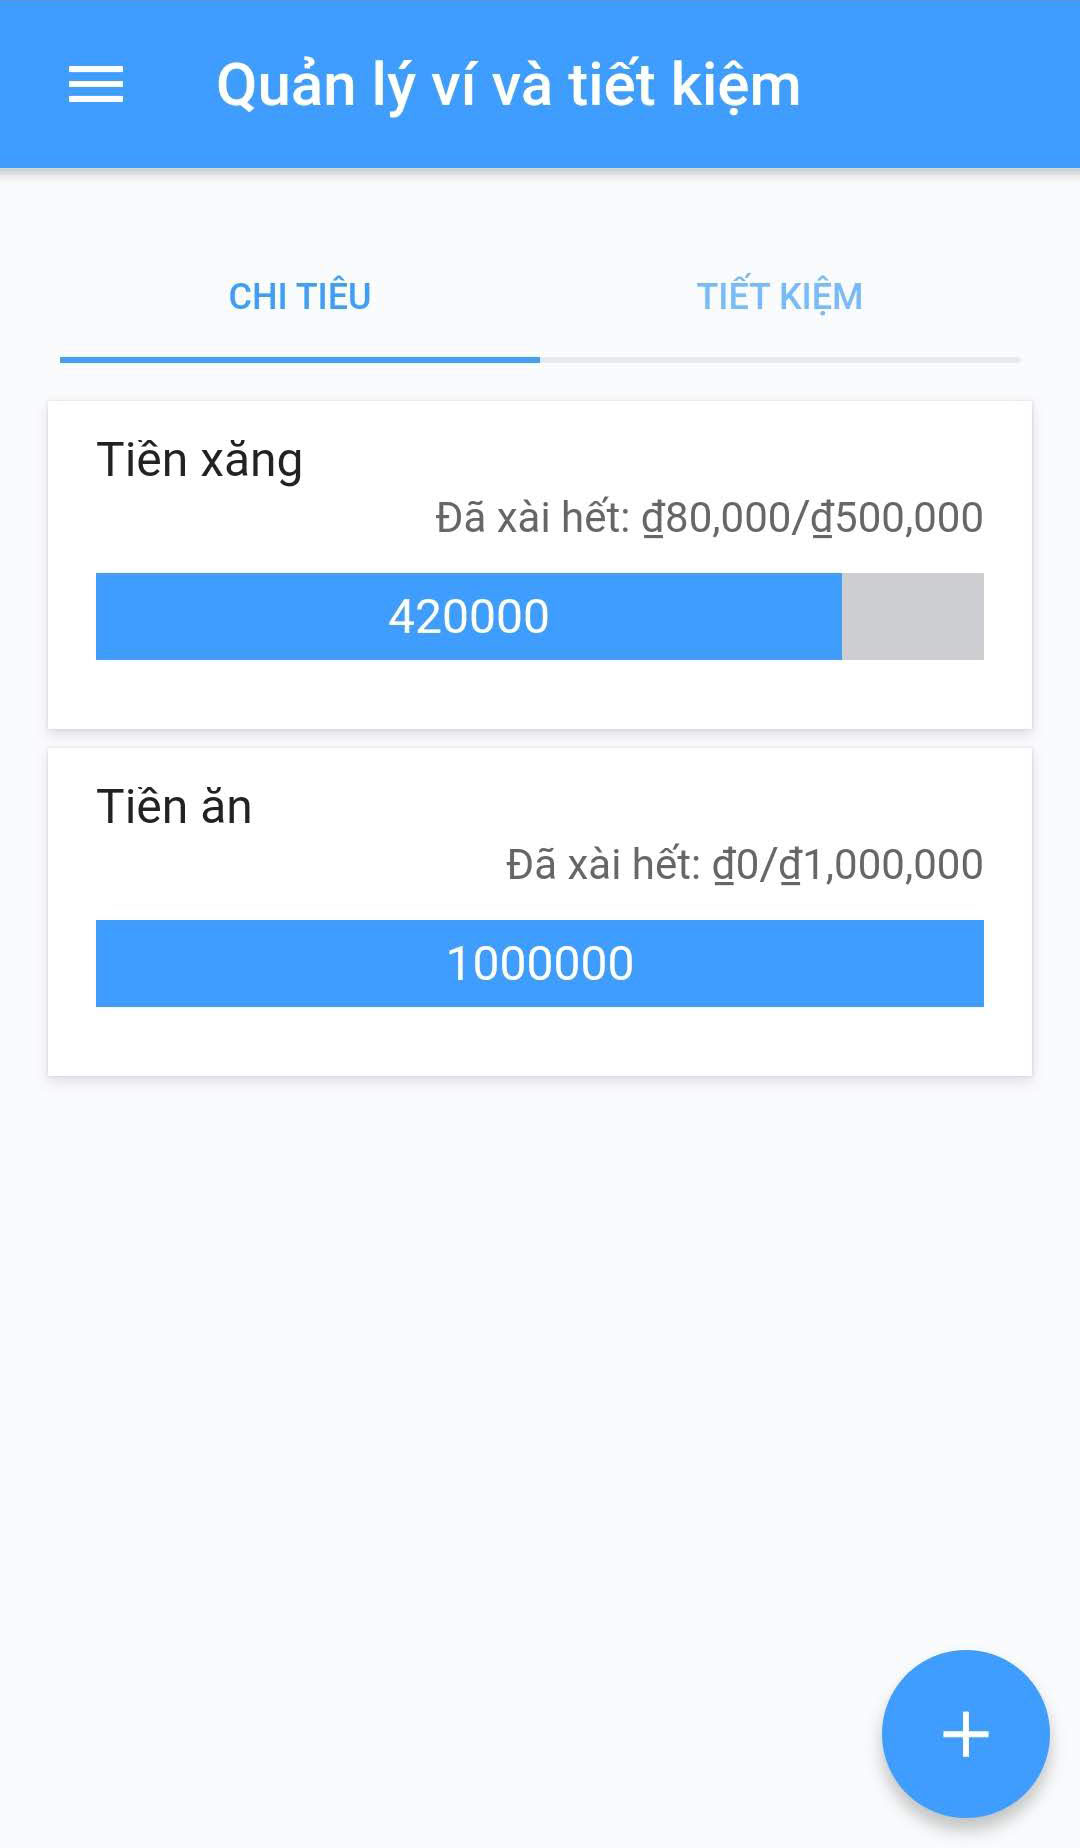 Quản lý ví và tiết kiệm
CHI TIÊU
TIẾT KIỆM
Tiền xăng
Đã xài hết: ₫80,000/₫500,000
420000
Tiền ăn
Đã xài hết: ₫0/₫1,000,000
1000000